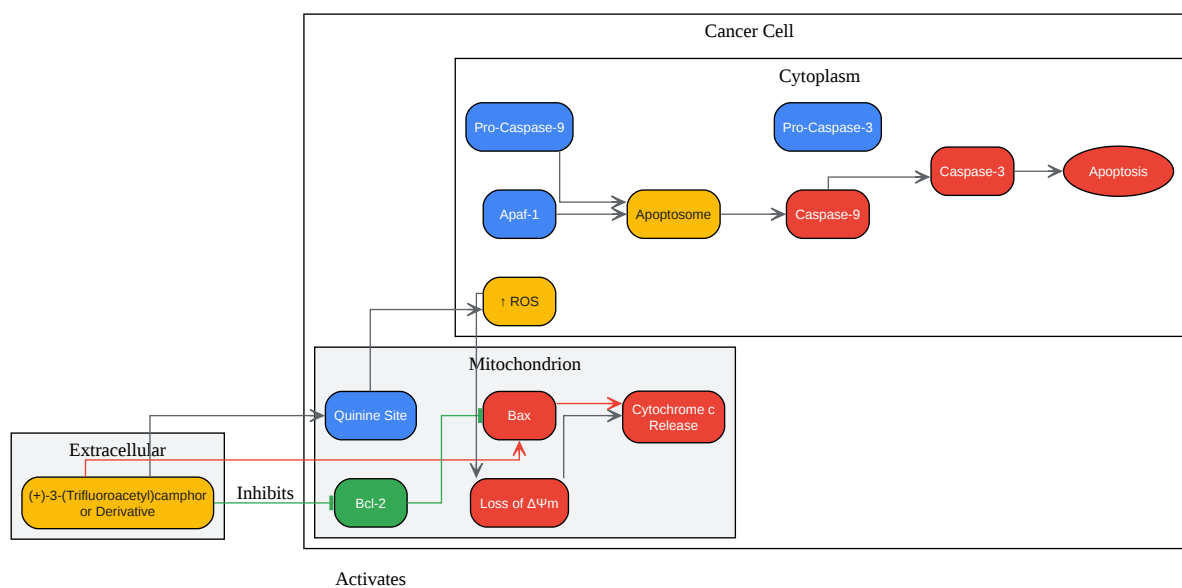 Cancer Cell
Cytoplasm
Pro-Caspase-9
Pro-Caspase-3
Caspase-3
Apoptosis
Apaf-1
Apoptosome
Caspase-9
↑ ROS
Mitochondrion
Quinine Site
Bax
Cytochrome c
Release
Extracellular
(+)-3-(Trifluoroacetyl)camphor
or Derivative
Inhibits
Bcl-2
Loss of ΔΨm
Activates